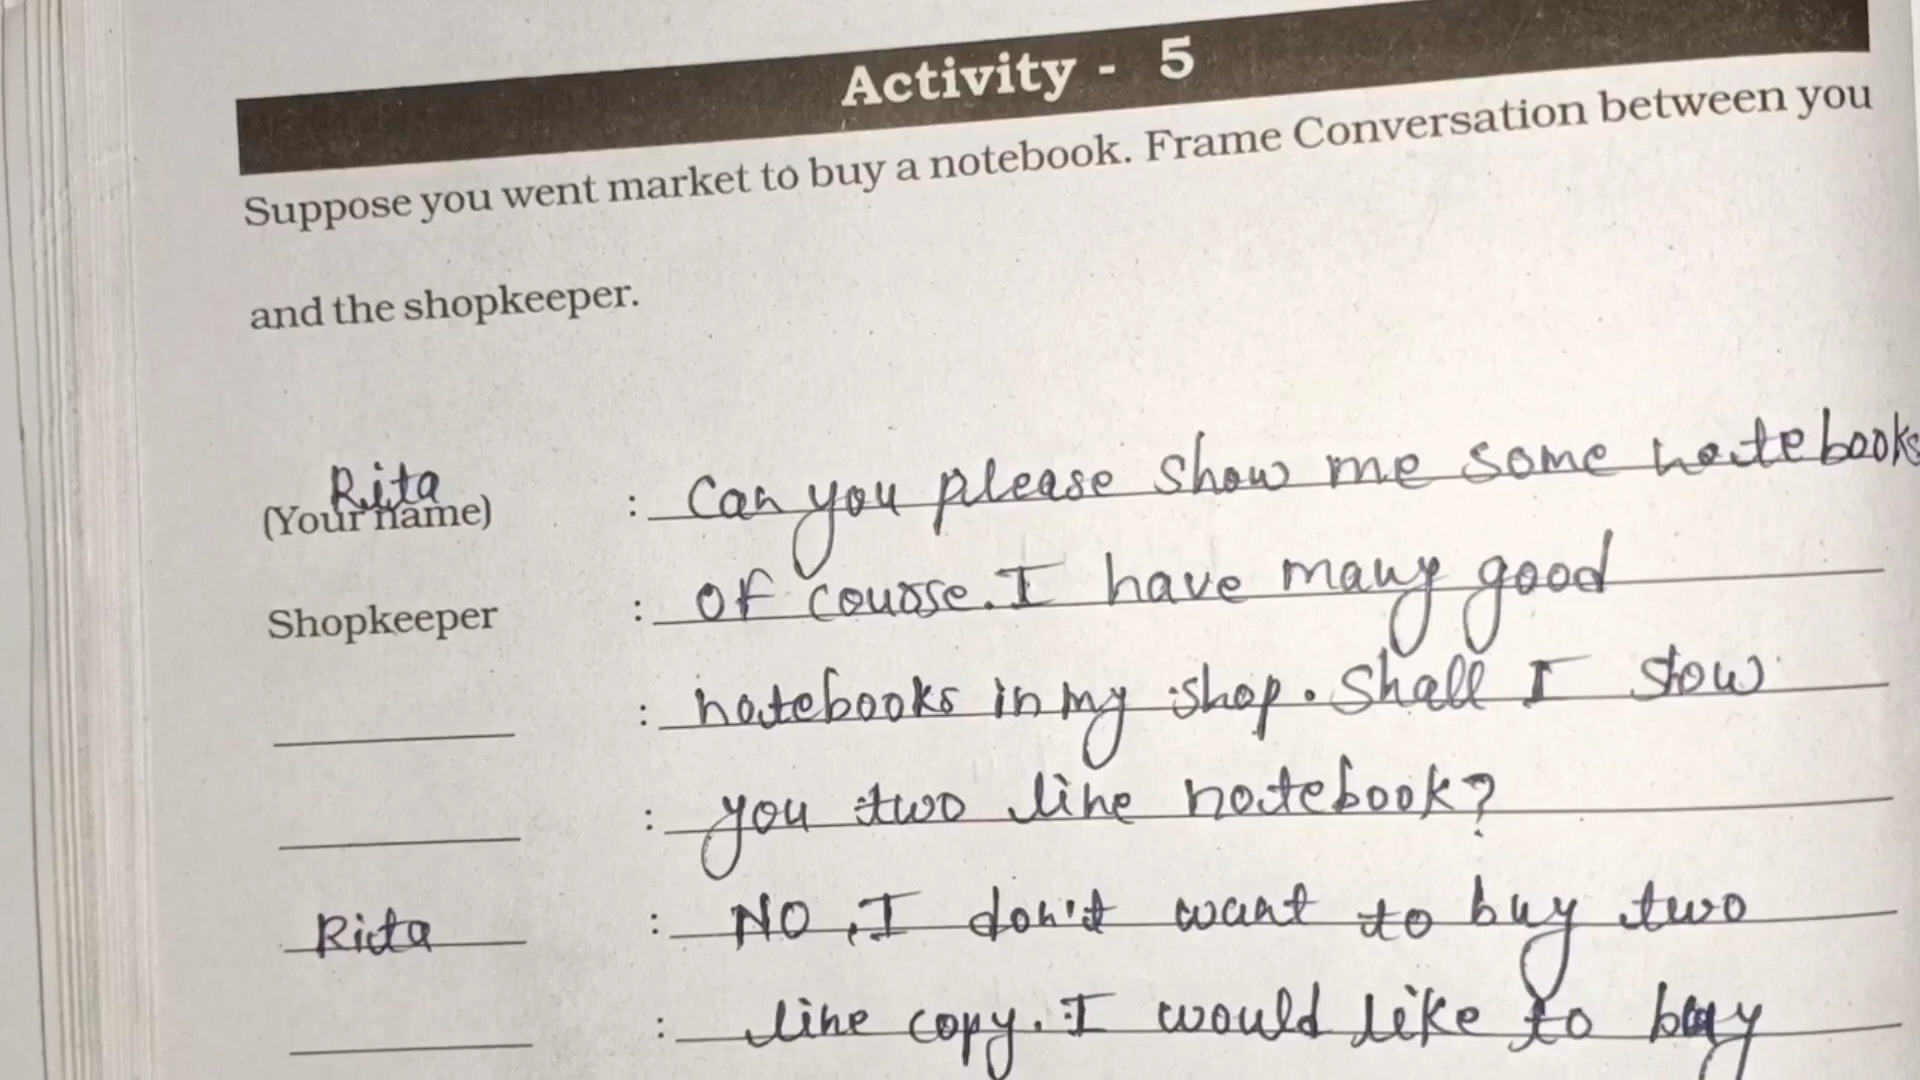 Activity - 5
Suppose you went market to buy a notebook. Frame Conversation between you
and the shopkeeper.
Rita
(Your name) : Can you please show me some notebooks
Shopkeeper : of course. I have many good
: notebooks in my shop. Shall I show
: you two line notebook?
Rita : NO, I don't want to buy two
: line copy. I would like to buy